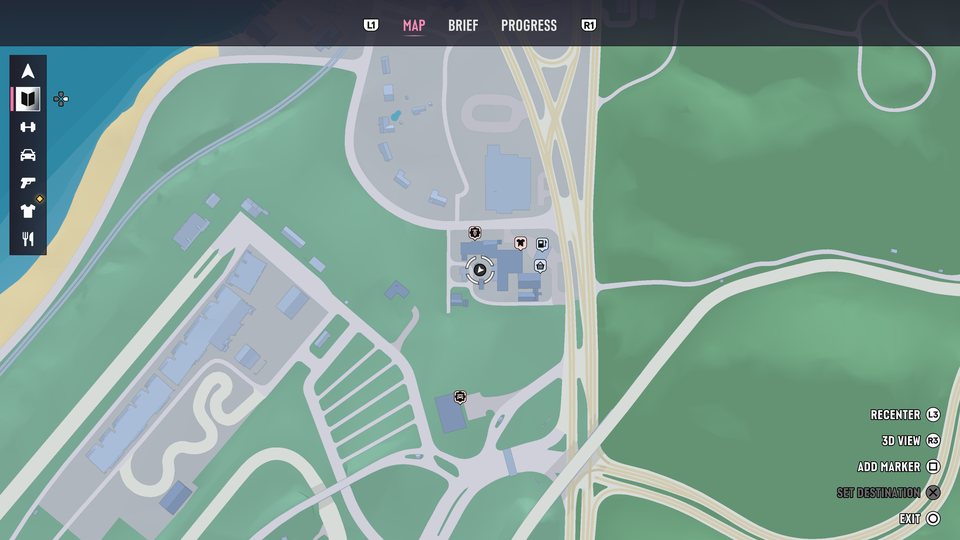 L1 MAP BRIEF PROGRESS R1
RECENTER L3
3D VIEW R3
ADD MARKER
SET DESTINATION
EXIT